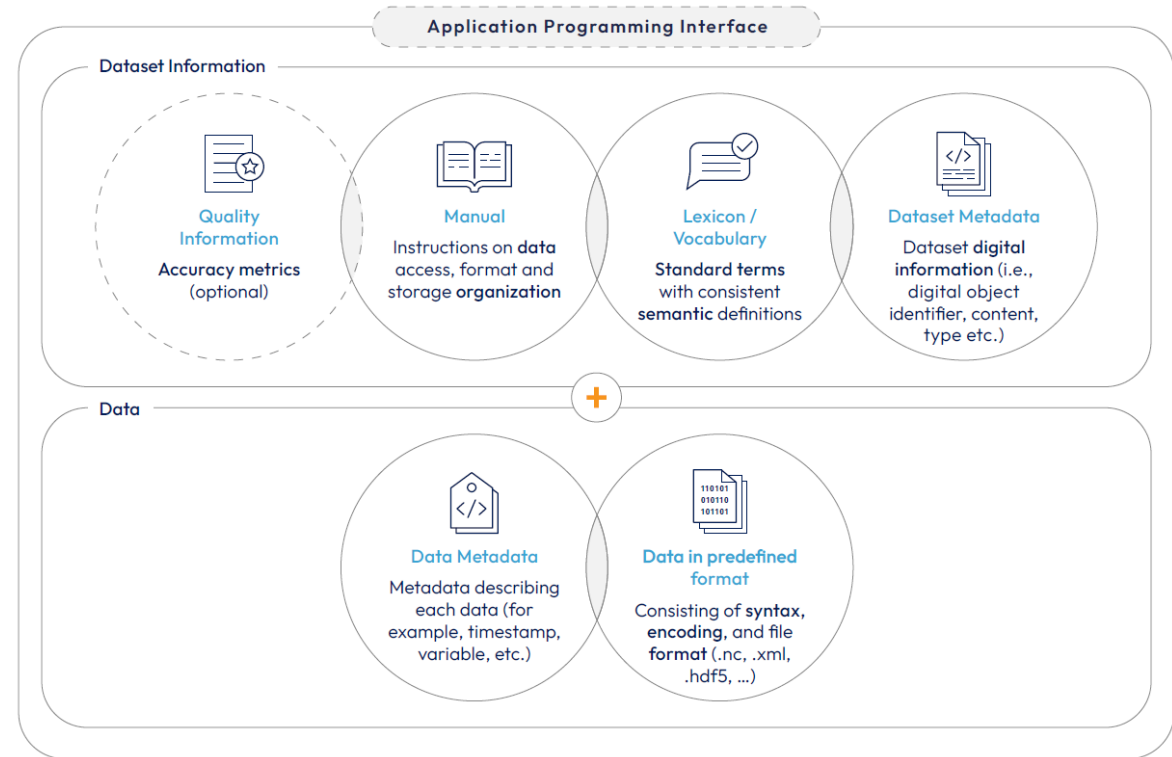 Application Programming Interface
Dataset Information
Quality
Information
Accuracy metrics
(optional)
Manual
Instructions on data
access, format and
storage organization
Lexicon /
Vocabulary
Standard terms
with consistent
semantic definitions
</>
Dataset Metadata
Dataset digital
information (i.e.,
digital object
identifier, content,
type etc.)
+
Data
</>
Data Metadata
Metadata describing
each data (for
example, timestamp,
variable, etc.)
110101
010110
101101
Data in predefined
format
Consisting of syntax,
encoding, and file
format (.nc, .xml,
.hdf5, ...)